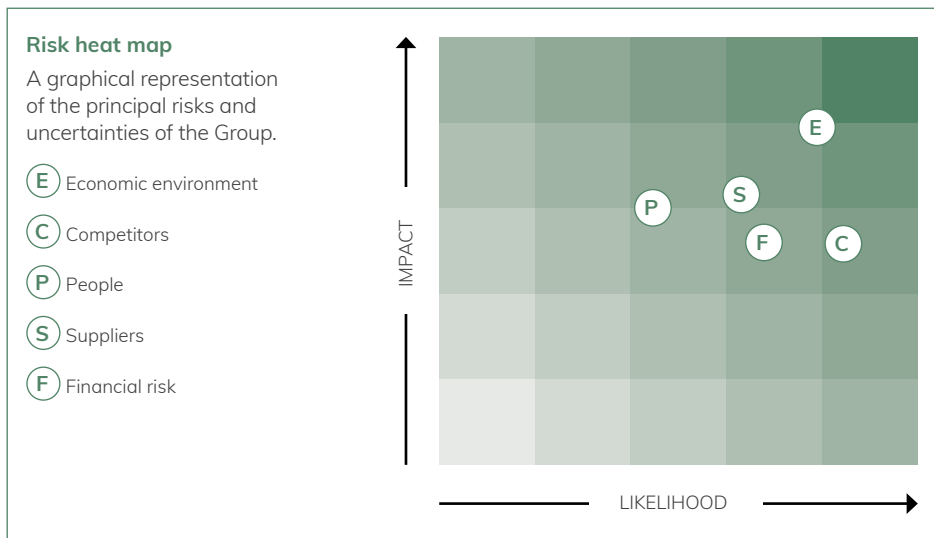 Risk heat map
A graphical representation
of the principal risks and
uncertainties of the Group.
E Economic environment
C Competitors
P People
S Suppliers
F Financial risk
IMPACT
E
S
P
F
C
LIKELIHOOD